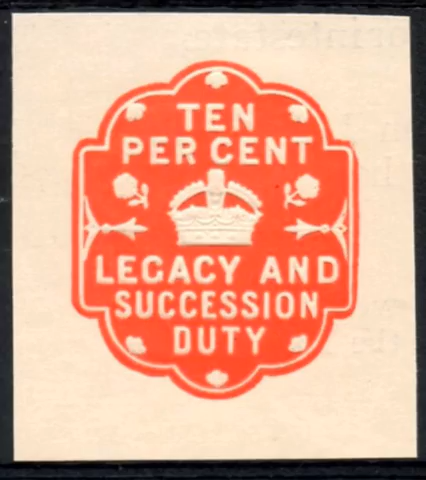 TEN
PER CENT
LEGACY AND
SUCCESSION
DUTY